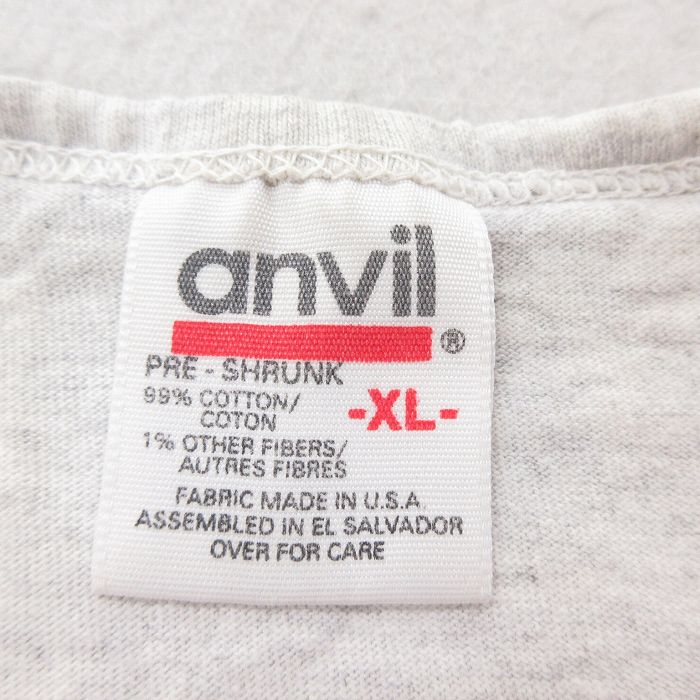 anvil®
PRE - SHRUNK
99% COTTON/
COTON
-XL-
1% OTHER FIBERS/
AUTRES FIBRES
FABRIC MADE IN U.S.A.
ASSEMBLED IN EL SALVADOR
OVER FOR CARE